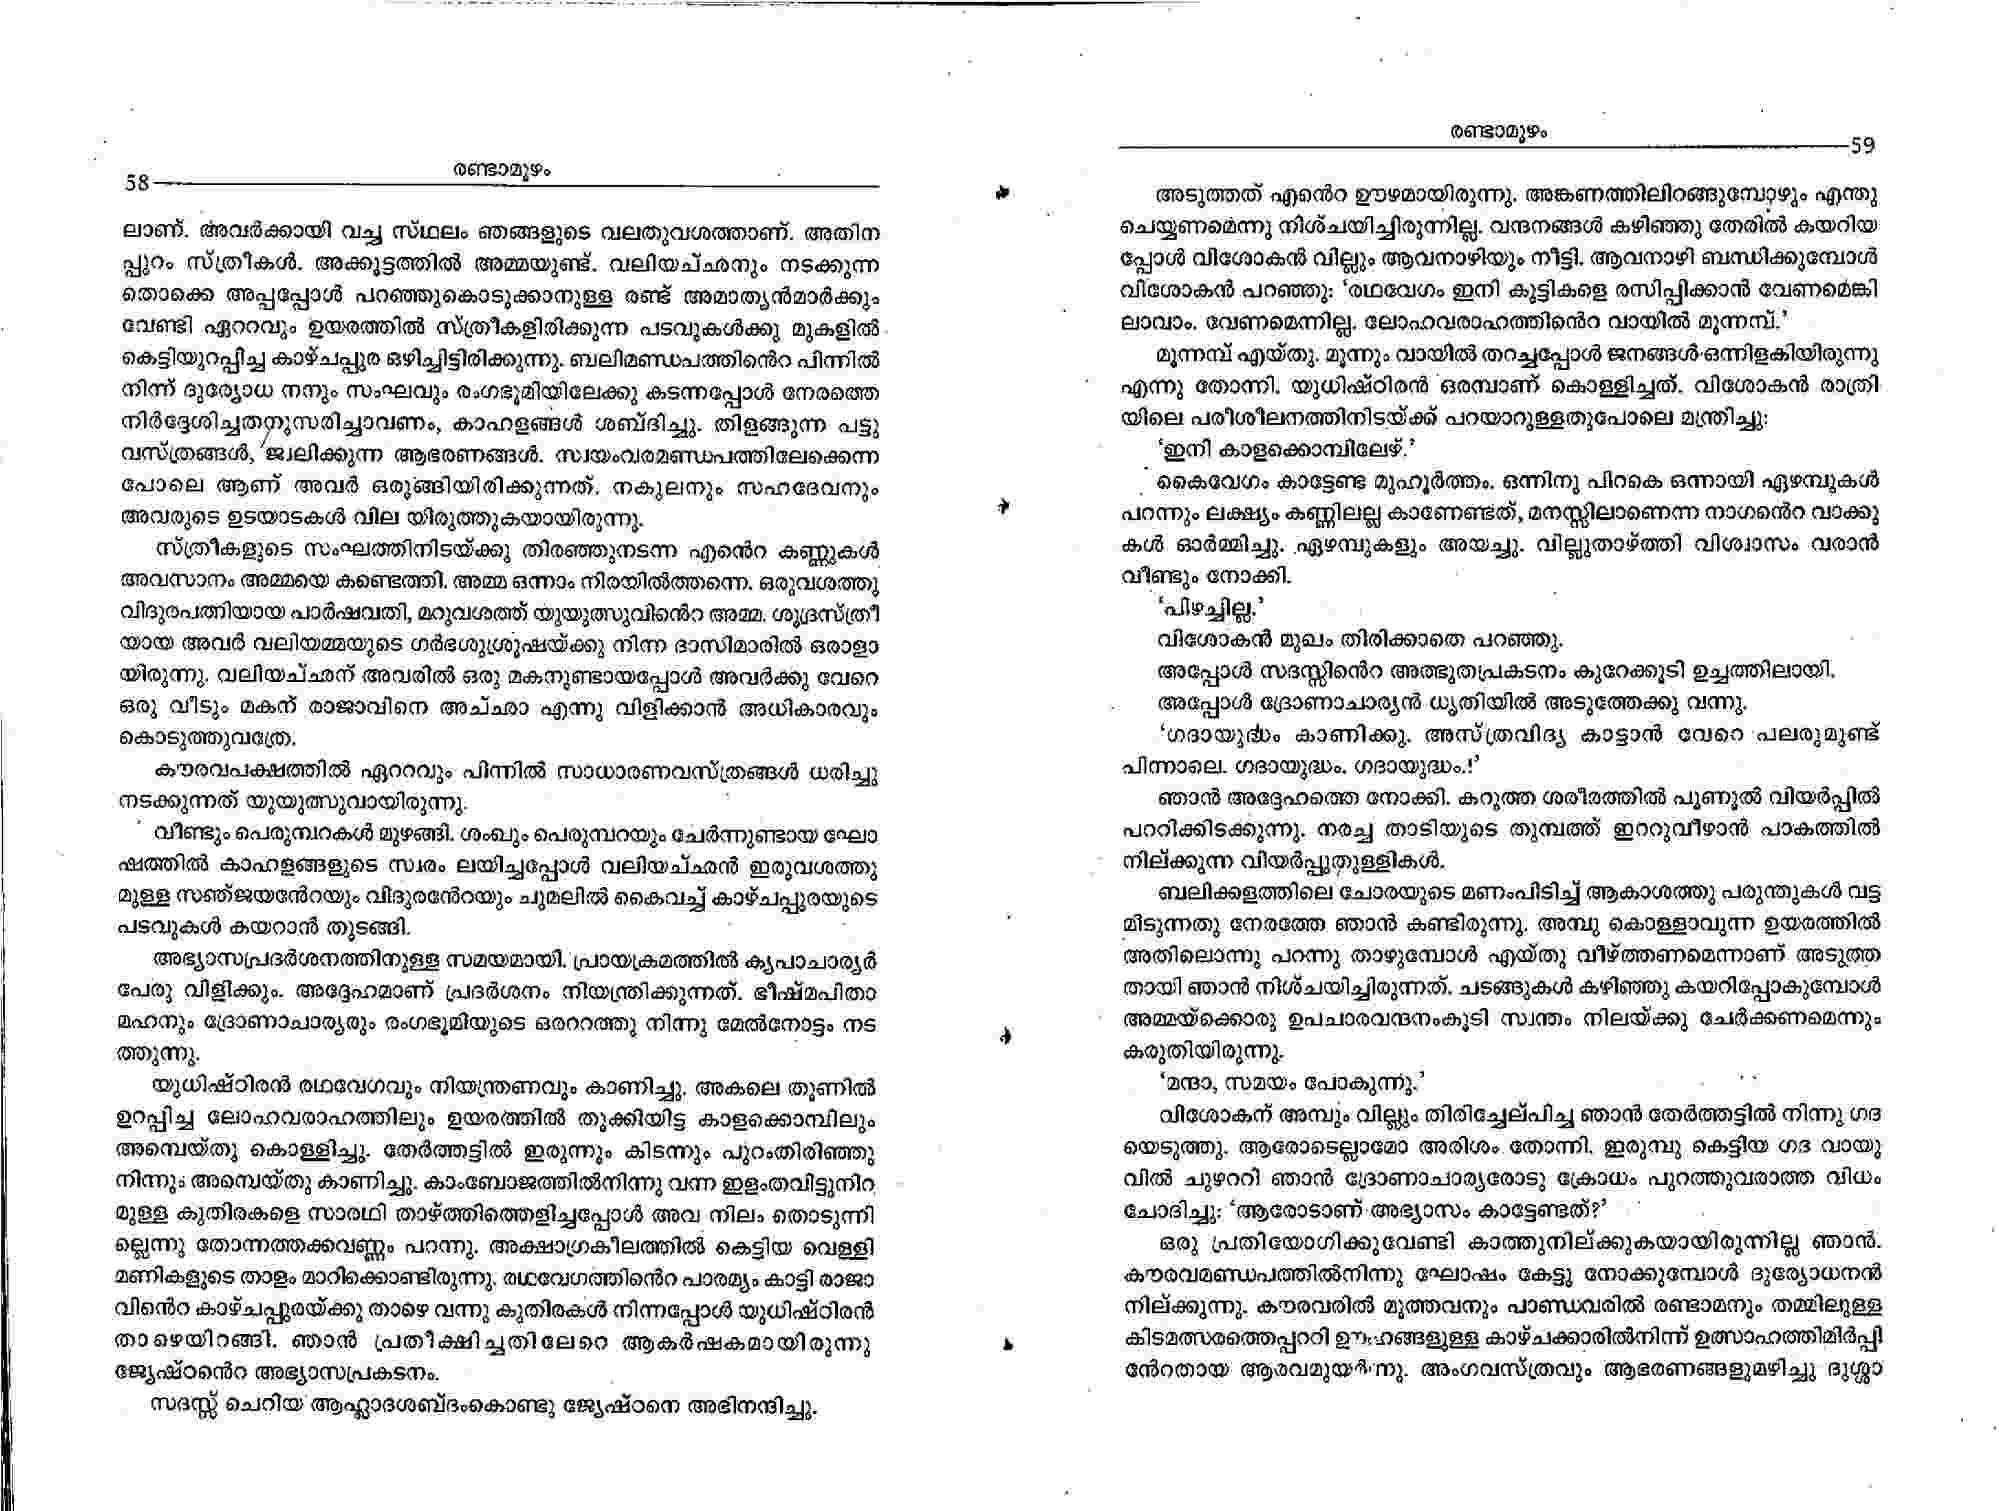 രണ്ടാമൂഴം
58
ലാണ്. അവർക്കായി വച്ച സ്ഥലം ഞങ്ങളുടെ വലതുവശത്താണ്. അതിന
പ്പുറം സ്ത്രീകൾ. അക്കൂട്ടത്തിൽ അമ്മയുണ്ട്. വലിയച്ഛനും നടക്കുന്ന
തൊക്കെ അപ്പപ്പോൾ പറഞ്ഞുകൊടുക്കാനുള്ള രണ്ട് അമാത്യൻമാർക്കും
വേണ്ടി ഏററവും ഉയരത്തിൽ സ്ത്രീകളിരിക്കുന്ന പടവുകൾക്കു മുകളിൽ
കെട്ടിയുറപ്പിച്ച കാഴ്ചപ്പുര ഒഴിച്ചിട്ടിരിക്കുന്നു. ബലിമണ്ഡപത്തിൻെറ പിന്നിൽ
നിന്ന് ദുര്യോധ നനും സംഘവും രംഗഭൂമിയിലേക്കു കടന്നപ്പോൾ നേരത്തെ
നിർദ്ദേശിച്ചതനുസരിച്ചാവണം, കാഹളങ്ങൾ ശബ്ദിച്ചു. തിളങ്ങുന്ന പട്ടു
വസ്ത്രങ്ങൾ, ജ്വലിക്കുന്ന ആഭരണങ്ങൾ. സ്വയംവരമണ്ഡപത്തിലേക്കെന്ന
പോലെ ആണ് അവർ ഒരുങ്ങിയിരിക്കുന്നത്. നകുലനും സഹദേവനും
അവരുടെ ഉടയാടകൾ വില യിരുത്തുകയായിരുന്നു.
സ്ത്രീകളുടെ സംഘത്തിനിടയ്ക്കു തിരഞ്ഞുനടന്ന എൻെറ കണ്ണുകൾ
അവസാനം അമ്മയെ കണ്ടെത്തി. അമ്മ ഒന്നാം നിരയിൽത്തന്നെ. ഒരുവശത്തു
വിദുരപത്നിയായ പാർഷവതി, മറുവശത്ത് യുയുത്സുവിൻെറ അമ്മ. ശൂദ്രസ്ത്രീ
യായ അവർ വലിയമ്മയുടെ ഗർഭശുശ്രൂഷയ്ക്കു നിന്ന ദാസിമാരിൽ ഒരാളാ
യിരുന്നു. വലിയച്ഛന് അവരിൽ ഒരു മകനുണ്ടായപ്പോൾ അവർക്കു വേറെ
ഒരു വീടും മകന് രാജാവിനെ അച്ഛാ എന്നു വിളിക്കാൻ അധികാരവും
കൊടുത്തുവത്രേ.
കൗരവപക്ഷത്തിൽ ഏററവും പിന്നിൽ സാധാരണവസ്ത്രങ്ങൾ ധരിച്ചു
നടക്കുന്നത് യുയുത്സുവായിരുന്നു.
വീണ്ടും പെരുമ്പറകൾ മുഴങ്ങി. ശംഖും പെരുമ്പറയും ചേർന്നുണ്ടായ ഘോ
ഷത്തിൽ കാഹളങ്ങളുടെ സ്വരം ലയിച്ചപ്പോൾ വലിയച്ഛൻ ഇരുവശത്തു
മുള്ള സഞ്ജയൻേറയും വിദുരൻേറയും ചുമലിൽ കൈവച്ച് കാഴ്ചപ്പുരയുടെ
പടവുകൾ കയറാൻ തുടങ്ങി.
അഭ്യാസപ്രദർശനത്തിനുള്ള സമയമായി. പ്രായക്രമത്തിൽ കൃപാചാര്യർ
പേരു വിളിക്കും. അദ്ദേഹമാണ് പ്രദർശനം നിയന്ത്രിക്കുന്നത്. ഭീഷ്മപിതാ
മഹനും ദ്രോണാചാര്യരും രംഗഭൂമിയുടെ ഒരററത്തു നിന്നു മേൽനോട്ടം നട
ത്തുന്നു.
യുധിഷ്ഠിരൻ രഥവേഗവും നിയന്ത്രണവും കാണിച്ചു. അകലെ തൂണിൽ
ഉറപ്പിച്ച ലോഹവരാഹത്തിലും ഉയരത്തിൽ തൂക്കിയിട്ട കാളക്കൊമ്പിലും
അമ്പെയ്തു കൊള്ളിച്ചു. തേർത്തട്ടിൽ ഇരുന്നും കിടന്നും പുറംതിരിഞ്ഞു
നിന്നും അമ്പെയ്തു കാണിച്ചു. കാംബോജത്തിൽനിന്നു വന്ന ഇളംതവിട്ടുനിറ
മുള്ള കുതിരകളെ സാരഥി താഴ്ത്തിത്തെളിച്ചപ്പോൾ അവ നിലം തൊടുന്നി
ല്ലെന്നു തോന്നത്തക്കവണ്ണം പറന്നു. അക്ഷാഗ്രകീലത്തിൽ കെട്ടിയ വെള്ളി
മണികളുടെ താളം മാറിക്കൊണ്ടിരുന്നു. രഥവേഗത്തിൻെറ പാരമ്യം കാട്ടി രാജാ
വിൻെറ കാഴ്ചപ്പുരയ്ക്കു താഴെ വന്നു കുതിരകൾ നിന്നപ്പോൾ യുധിഷ്ഠിരൻ
താഴെയിറങ്ങി. ഞാൻ പ്രതീക്ഷിച്ചതിലേറെ ആകർഷകമായിരുന്നു
ജ്യേഷ്ഠൻെറ അഭ്യാസപ്രകടനം.
സദസ്സ് ചെറിയ ആഹ്ലാദശബ്ദംകൊണ്ടു ജ്യേഷ്ഠനെ അഭിനന്ദിച്ചു.
രണ്ടാമൂഴം
59
അടുത്തത് എൻെറ ഊഴമായിരുന്നു. അങ്കണത്തിലിറങ്ങുമ്പോഴും എന്തു
ചെയ്യണമെന്നു നിശ്ചയിച്ചിരുന്നില്ല. വന്ദനങ്ങൾ കഴിഞ്ഞു തേരിൽ കയറിയ
പ്പോൾ വിശോകൻ വില്ലും ആവനാഴിയും നീട്ടി. ആവനാഴി ബന്ധിക്കുമ്പോൾ
വിശോകൻ പറഞ്ഞു: ‘രഥവേഗം ഇനി കുട്ടികളെ രസിപ്പിക്കാൻ വേണമെങ്കി
ലാവാം. വേണമെന്നില്ല. ലോഹവരാഹത്തിൻെറ വായിൽ മൂന്നമ്പ്.’
മൂന്നമ്പ് എയ്തു. മൂന്നും വായിൽ തറച്ചപ്പോൾ ജനങ്ങൾ ഒന്നിളകിയിരുന്നു
എന്നു തോന്നി. യുധിഷ്ഠിരൻ ഒരമ്പാണ് കൊള്ളിച്ചത്. വിശോകൻ രാത്രി
യിലെ പരിശീലനത്തിനിടയ്ക്ക് പറയാറുള്ളതുപോലെ മന്ത്രിച്ചു:
‘ഇനി കാളക്കൊമ്പിലേഴ്.’
കൈവേഗം കാട്ടേണ്ട മുഹൂർത്തം. ഒന്നിനു പിറകെ ഒന്നായി ഏഴമ്പുകൾ
പറന്നും ലക്ഷ്യം കണ്ണിലല്ല കാണേണ്ടത്, മനസ്സിലാണെന്ന നാഗൻെറ വാക്കു
കൾ ഓർമ്മിച്ചു. ഏഴമ്പുകളും അയച്ചു. വില്ലുതാഴ്ത്തി വിശ്വാസം വരാൻ
വീണ്ടും നോക്കി.
‘പിഴച്ചില്ല.’
വിശോകൻ മുഖം തിരിക്കാതെ പറഞ്ഞു.
അപ്പോൾ സദസ്സിൻെറ അത്ഭുതപ്രകടനം കുറേക്കൂടി ഉച്ചത്തിലായി.
അപ്പോൾ ദ്രോണാചാര്യൻ ധൃതിയിൽ അടുത്തേക്കു വന്നു.
‘ഗദായുദ്ധം കാണിക്കു. അസ്ത്രവിദ്യ കാട്ടാൻ വേറെ പലരുമുണ്ട്
പിന്നാലെ. ഗദായുദ്ധം. ഗദായുദ്ധം.!’
ഞാൻ അദ്ദേഹത്തെ നോക്കി. കറുത്ത ശരീരത്തിൽ പൂണൂൽ വിയർപ്പിൽ
പററിക്കിടക്കുന്നു. നരച്ച താടിയുടെ തുമ്പത്ത് ഇററുവീഴാൻ പാകത്തിൽ
നില്ക്കുന്ന വിയർപ്പുതുള്ളികൾ.
ബലിക്കളത്തിലെ ചോരയുടെ മണംപിടിച്ച് ആകാശത്തു പരുന്തുകൾ വട്ട
മിടുന്നതു നേരത്തേ ഞാൻ കണ്ടിരുന്നു. അമ്പു കൊള്ളാവുന്ന ഉയരത്തിൽ
അതിലൊന്നു പറന്നു താഴുമ്പോൾ എയ്തു വീഴ്ത്തണമെന്നാണ് അടുത്ത
തായി ഞാൻ നിശ്ചയിച്ചിരുന്നത്. ചടങ്ങുകൾ കഴിഞ്ഞു കയറിപ്പോകുമ്പോൾ
അമ്മയ്ക്കൊരു ഉപചാരവന്ദനംകൂടി സ്വന്തം നിലയ്ക്കു ചേർക്കണമെന്നും
കരുതിയിരുന്നു.
‘മന്ദാ, സമയം പോകുന്നു.’
വിശോകന് അമ്പും വില്ലും തിരിച്ചേല്പിച്ച ഞാൻ തേർത്തട്ടിൽ നിന്നു ഗദ
യെടുത്തു. ആരോടെല്ലാമോ അരിശം തോന്നി. ഇരുമ്പു കെട്ടിയ ഗദ വായു
വിൽ ചുഴററി ഞാൻ ദ്രോണാചാര്യരോടു ക്രോധം പുറത്തുവരാത്ത വിധം
ചോദിച്ചു: ‘ആരോടാണ് അഭ്യാസം കാട്ടേണ്ടത്?’
ഒരു പ്രതിയോഗിക്കുവേണ്ടി കാത്തുനില്ക്കുകയായിരുന്നില്ല ഞാൻ.
കൗരവമണ്ഡപത്തിൽനിന്നു ഘോഷം കേട്ടു നോക്കുമ്പോൾ ദുര്യോധനൻ
നില്ക്കുന്നു. കൗരവരിൽ മൂത്തവനും പാണ്ഡവരിൽ രണ്ടാമനും തമ്മിലുള്ള
കിടമത്സരത്തെപ്പററി ഊഹങ്ങളുള്ള കാഴ്ചക്കാരിൽനിന്ന് ഉത്സാഹത്തിമിർപ്പി
ൻേറതായ ആരവമുയർന്നു. അംഗവസ്ത്രവും ആഭരണങ്ങളുമഴിച്ചു ദുശ്ശാ